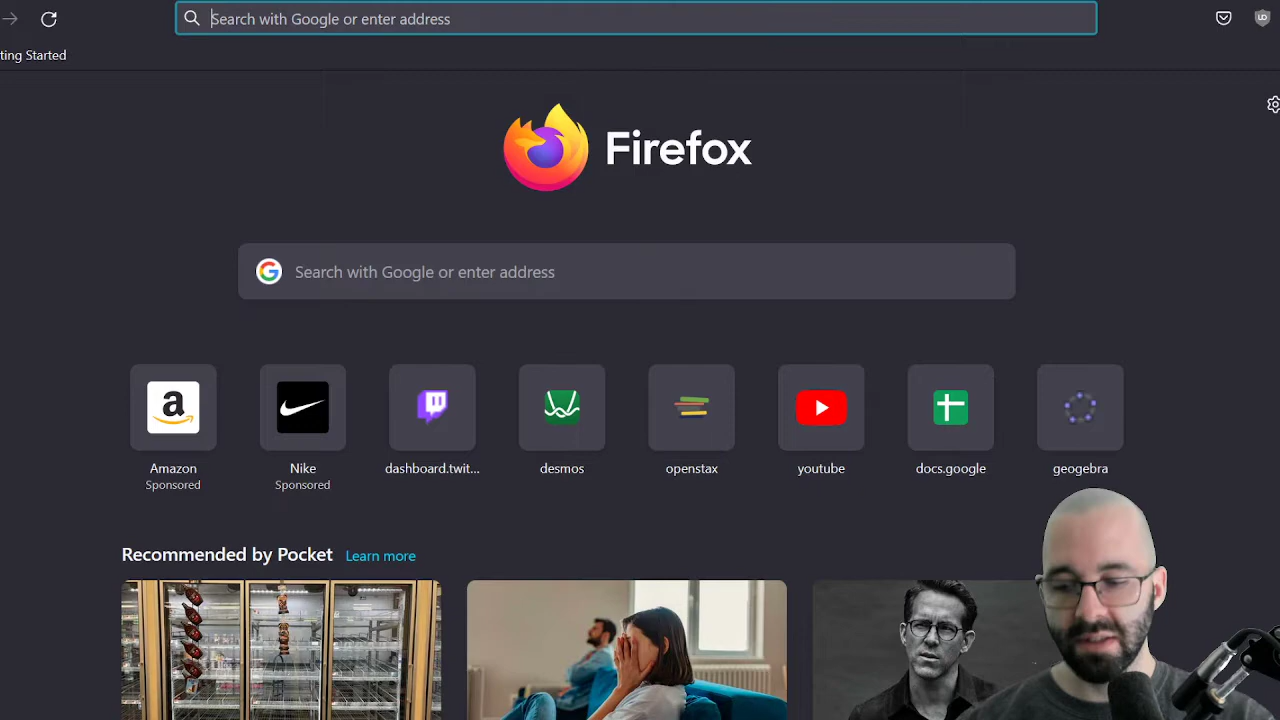 Search with Google or enter address
ting Started
Firefox
Search with Google or enter address
Amazon
Sponsored
Nike
Sponsored
dashboard.twit...
desmos
openstax
youtube
docs.google
geogebra
Recommended by Pocket Learn more